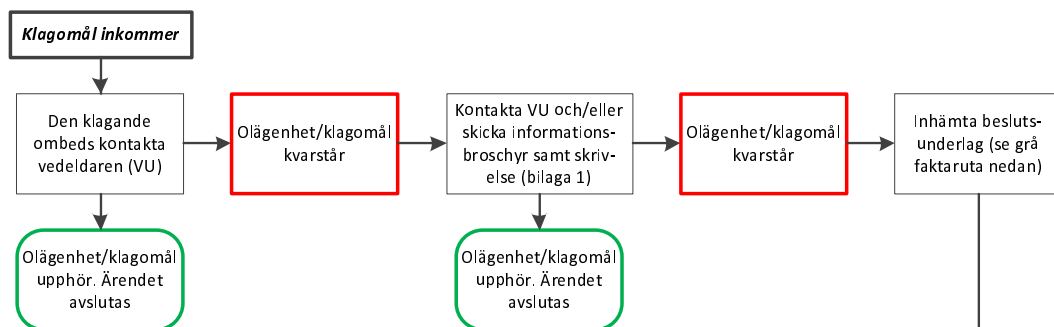 Klagomål inkommer
Den klagande
ombeds kontakta
vedeldaren (VU)
Olägenhet/klagomål
kvarstår
Kontakta VU och/eller
skicka informations-
broschyr samt skriv-
else (bilaga 1)
Olägenhet/klagomål
kvarstår
Inhämta besluts-
underlag (se grå
faktaruta nedan)
Olägenhet/klagomål
upphör. Ärendet
avslutas
Olägenhet/klagomål
upphör. Ärendet
avslutas